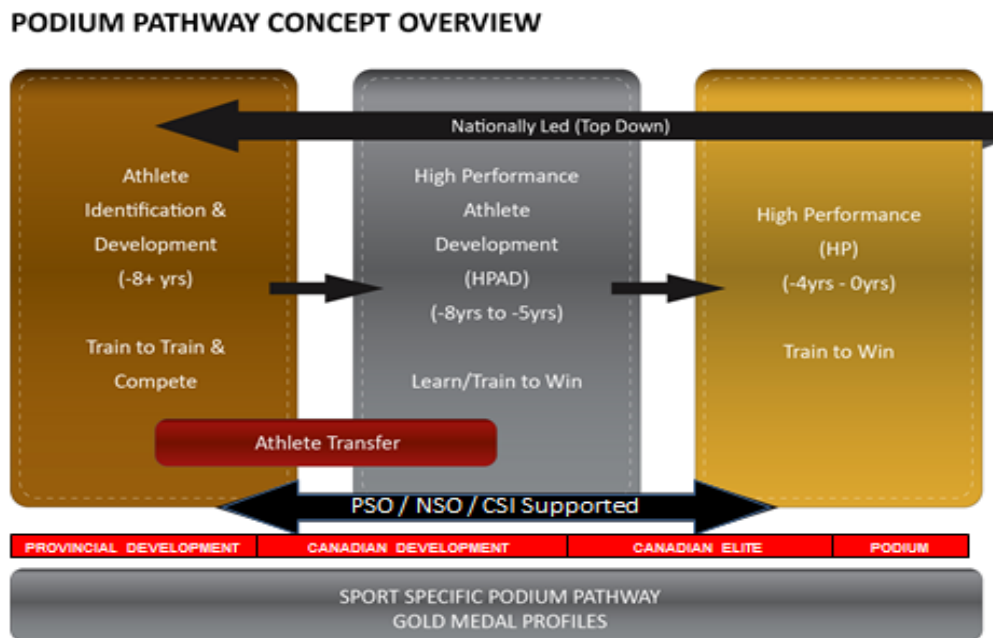 PODIUM PATHWAY CONCEPT OVERVIEW
Nationally Led (Top Down)
Athlete
Identification &
Development
(-8+ yrs)
Train to Train &
Compete
High Performance
Athlete
Development
(HPAD)
(-8yrs to -5yrs)
Learn/Train to Win
High Performance
(HP)
(-4yrs - 0yrs)
Train to Win
Athlete Transfer
PSO / NSO / CSI Supported
PROVINCIAL DEVELOPMENT
CANADIAN DEVELOPMENT
CANADIAN ELITE
PODIUM
SPORT SPECIFIC PODIUM PATHWAY
GOLD MEDAL PROFILES